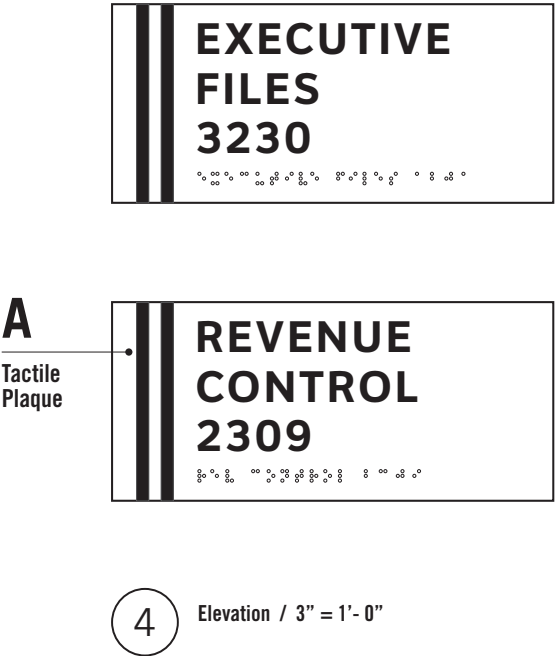 EXECUTIVE
FILES
3230
A
Tactile
Plaque
REVENUE
CONTROL
2309
4
Elevation / 3” = 1’- 0”